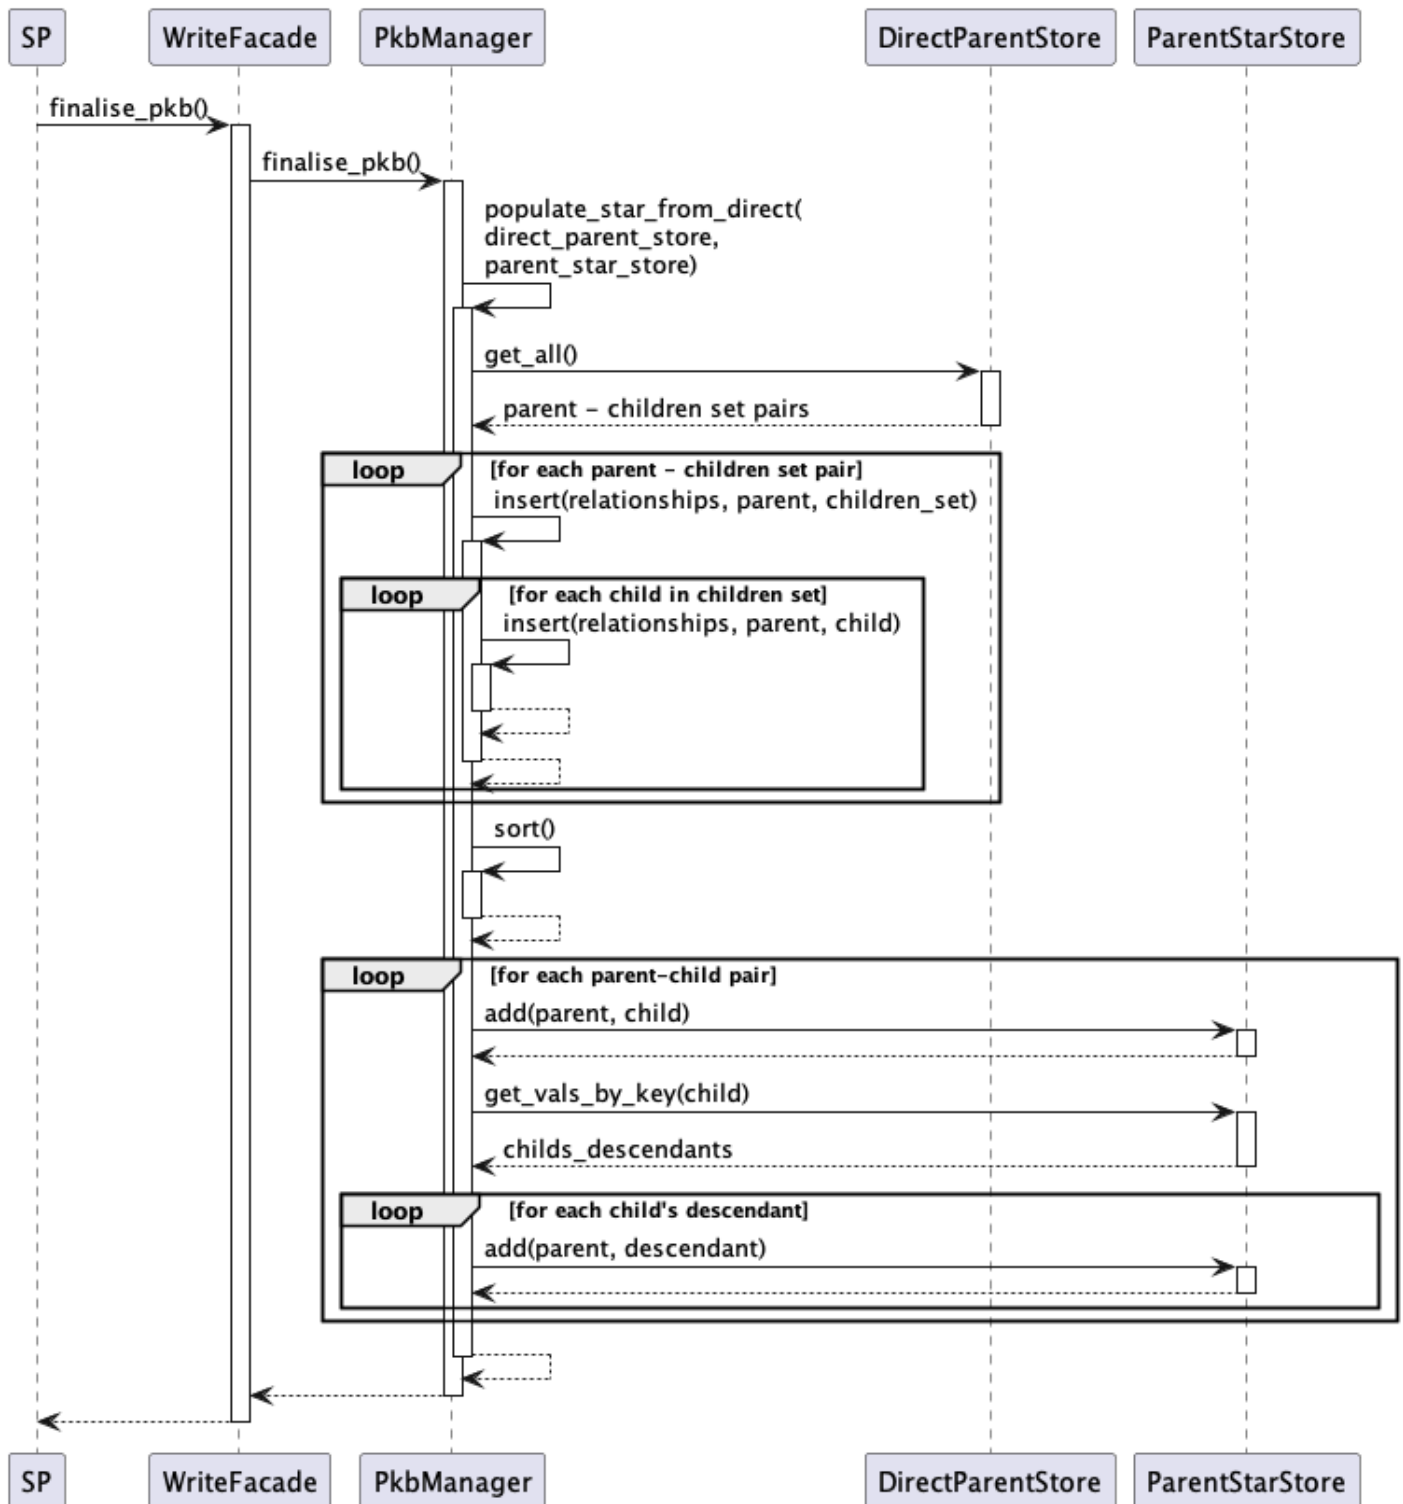 SP
WriteFacade
PkbManager
DirectParentStore
ParentStarStore
finalise_pkb()
finalise_pkb()
populate_star_from_direct(
direct_parent_store,
parent_star_store)
get_all()
parent - children set pairs
loop
[for each parent - children set pair]
insert(relationships, parent, children_set)
loop
[for each child in children set]
insert(relationships, parent, child)
sort()
loop
[for each parent-child pair]
add(parent, child)
get_vals_by_key(child)
childs_descendants
loop
[for each child's descendant]
add(parent, descendant)
SP
WriteFacade
PkbManager
DirectParentStore
ParentStarStore